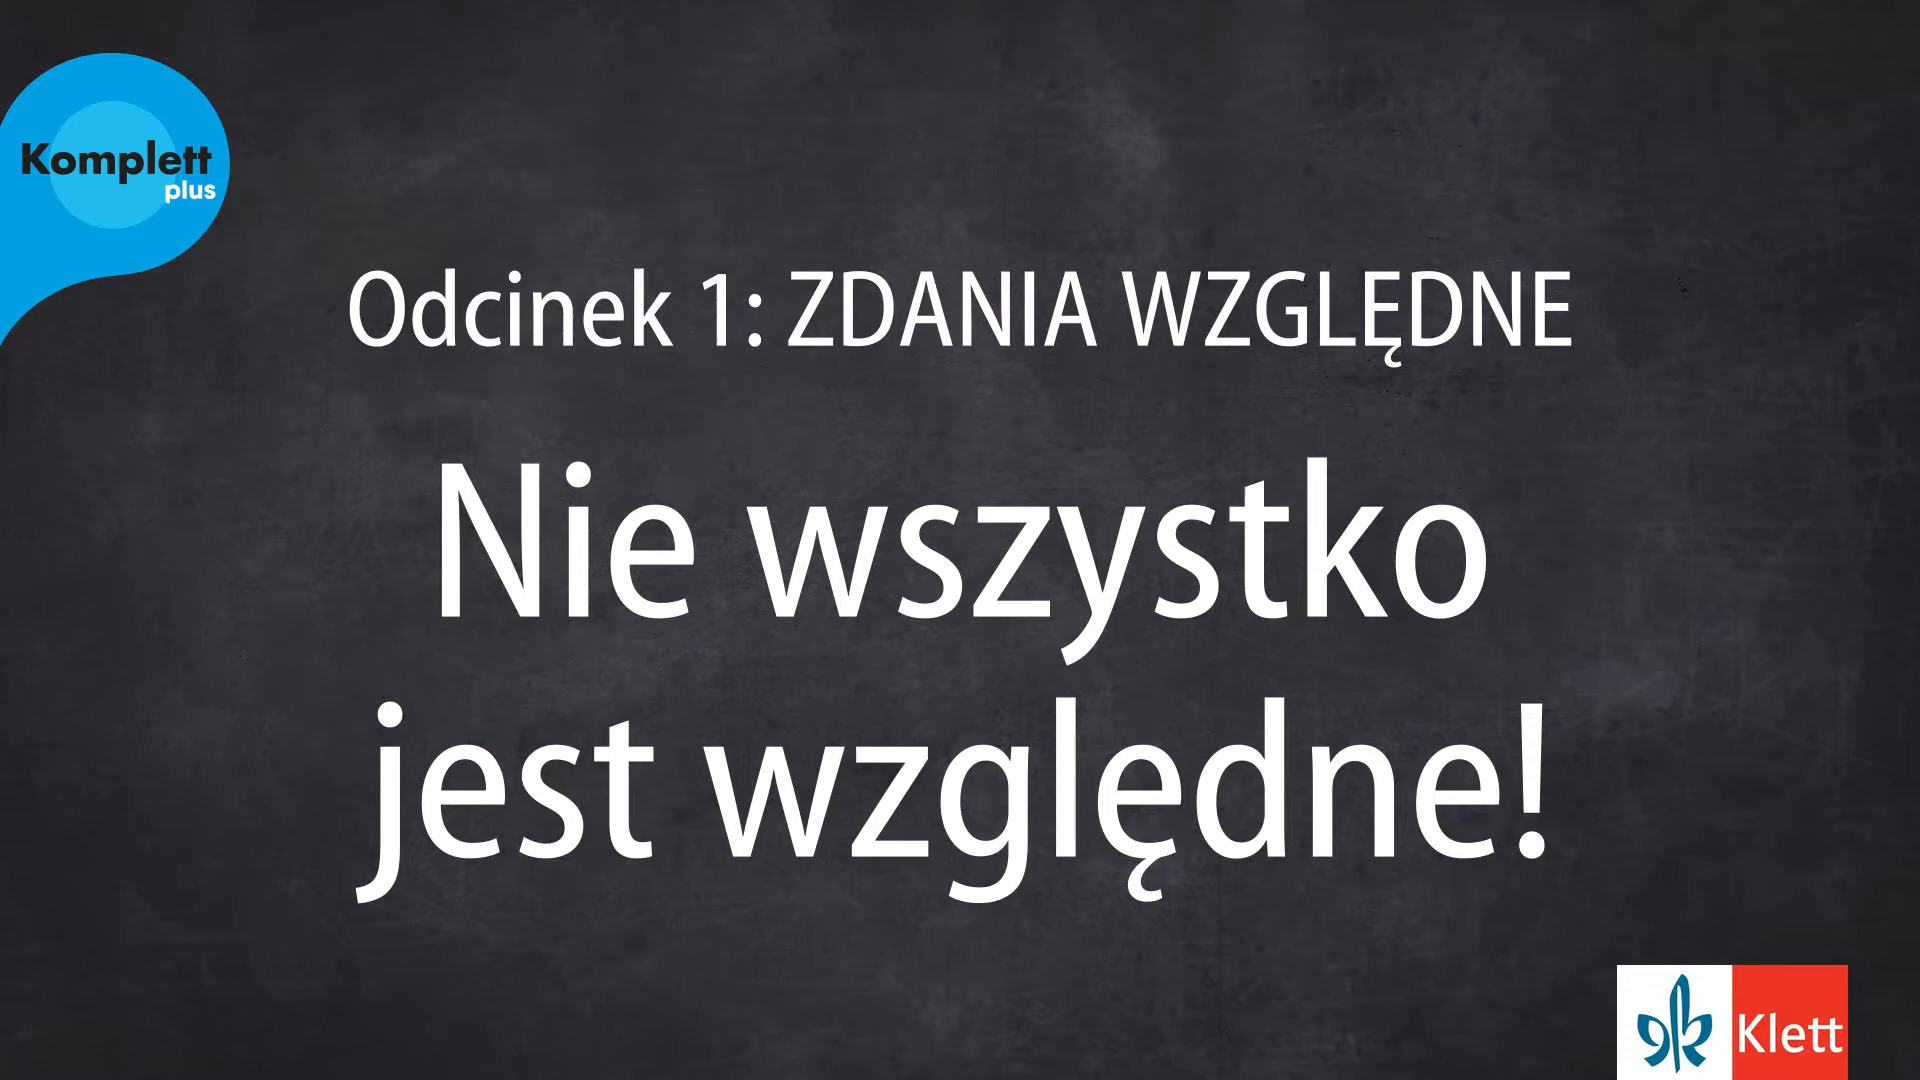 Komplett
plus
Odcinek 1: ZDANIA WZGLĘDNE
Nie wszystko
jest względne!
Klett